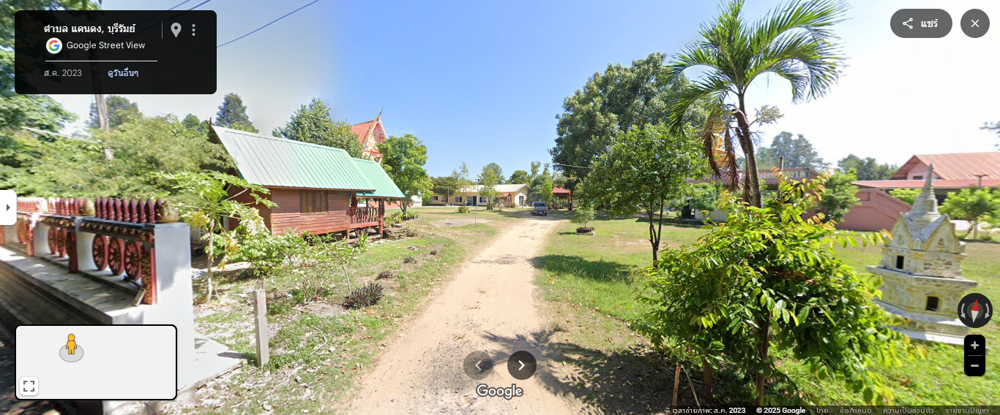 ตำบล แคนดง, บุรีรัมย์
Google Street View
ส.ค. 2023 ดูวันอื่นๆ
แชร์
Google
เวลาถ่ายภาพ: ส.ค. 2023 © 2025 Google ไทย ข้อกำหนด ความเป็นส่วนตัว รายงานปัญหา